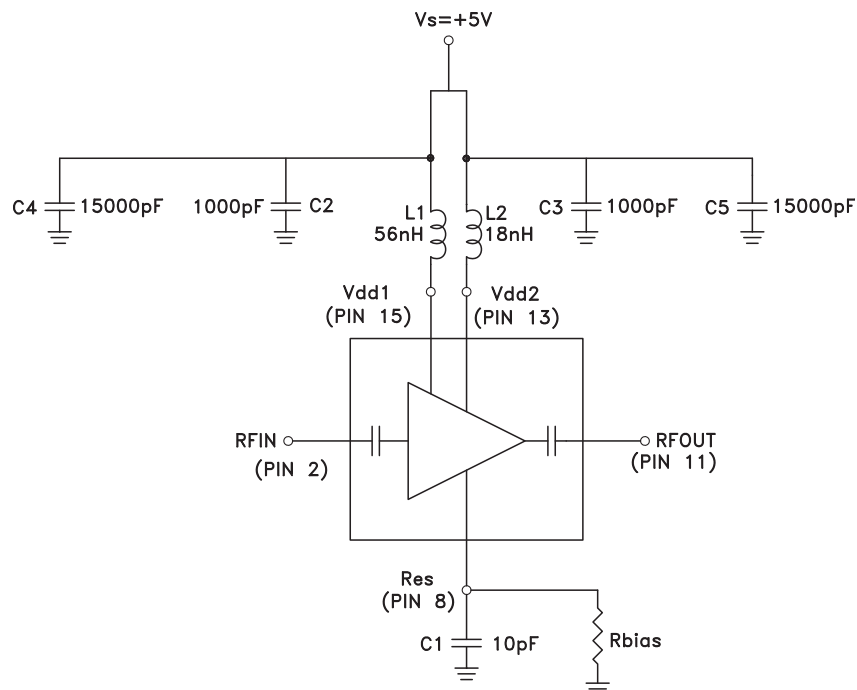 Vs=+5V
C4 15000pF
1000pF C2
L1
56nH
L2
18nH
C3 1000pF
C5 15000pF
Vdd1
(PIN 15)
Vdd2
(PIN 13)
RFIN
(PIN 2)
RFOUT
(PIN 11)
Res
(PIN 8)
C1 10pF
Rbias